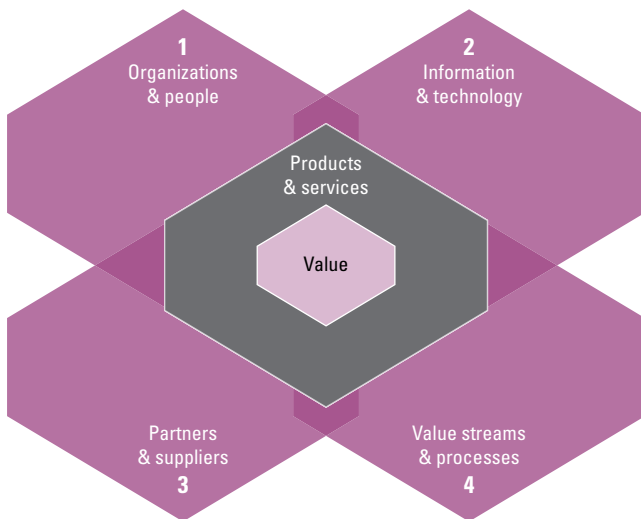 1
Organizations
& people
2
Information
& technology
Products
& services
Value
Partners
& suppliers
3
Value streams
& processes
4